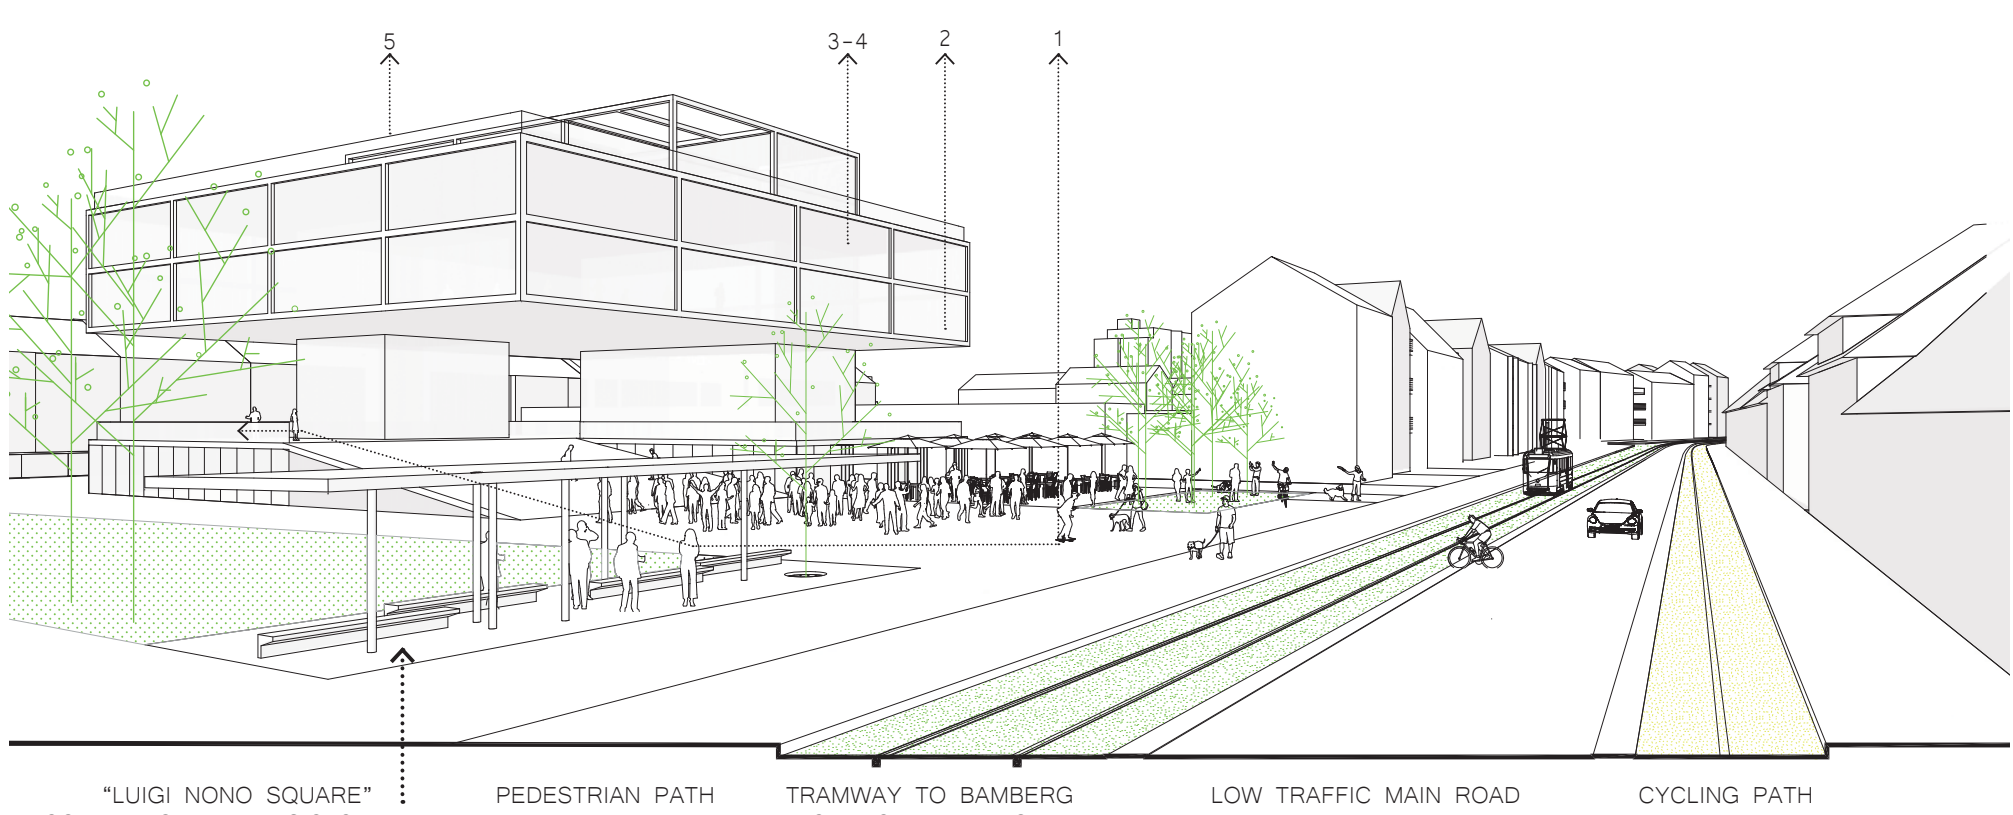 5
3-4
2
1
“LUIGI NONO SQUARE”
PEDESTRIAN PATH
TRAMWAY TO BAMBERG
LOW TRAFFIC MAIN ROAD
CYCLING PATH